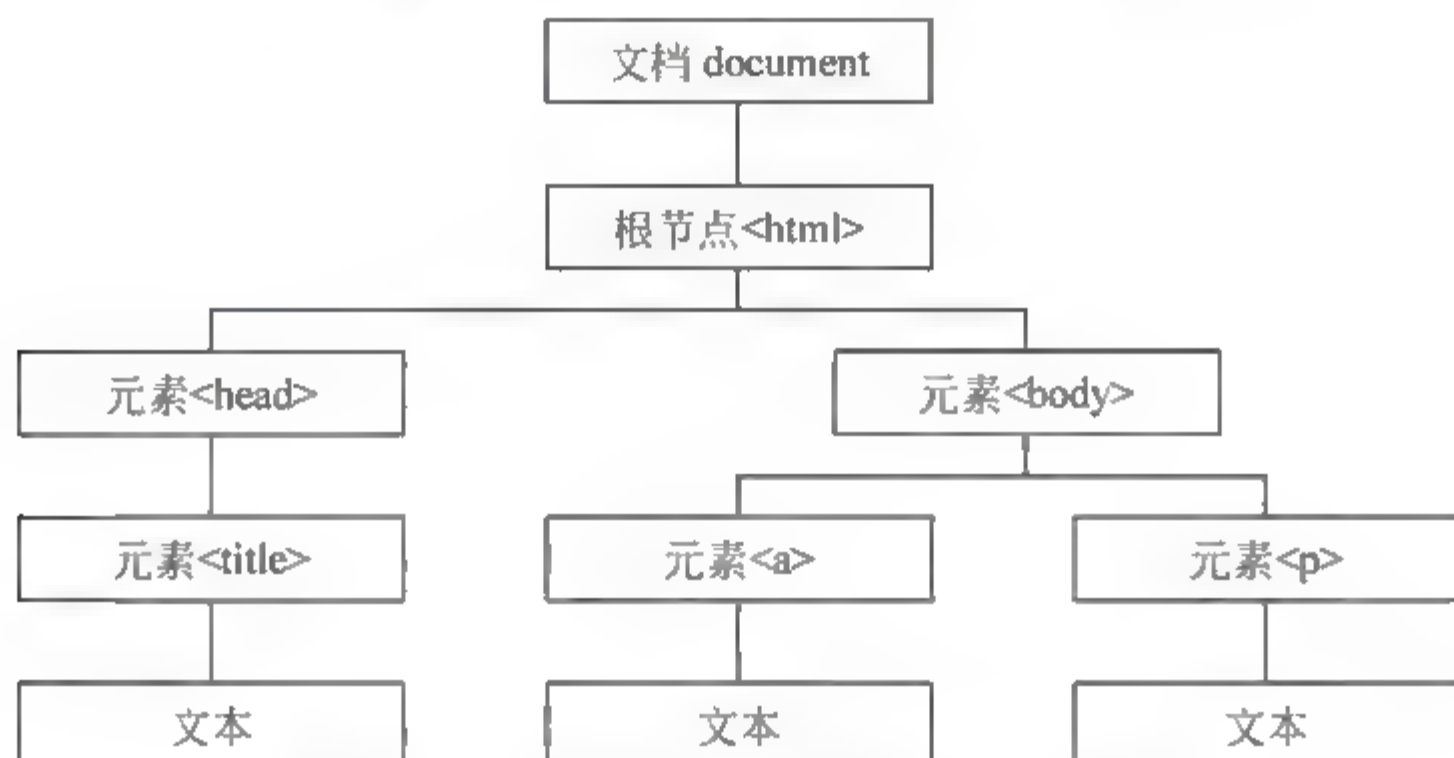 文档 document
根节点<html>
元素<head>
元素<body>
元素<title>
元素<a>
元素<p>
文本
文本
文本